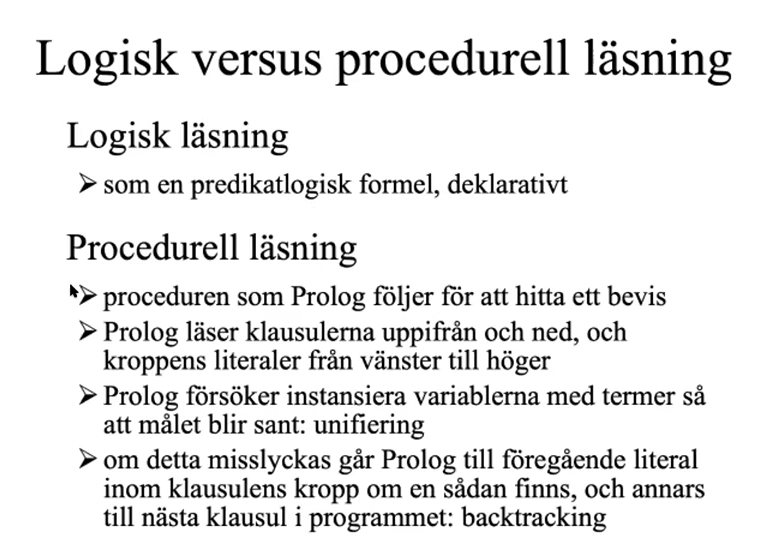 Logisk versus procedurell läsning
Logisk läsning
➢ som en predikatlogisk formel, deklarativt
Procedurell läsning
➢ proceduren som Prolog följer för att hitta ett bevis
➢ Prolog läser klausulerna uppifrån och ned, och
kroppens literaler från vänster till höger
➢ Prolog försöker instansiera variablerna med termer så
att målet blir sant: unifiering
➢ om detta misslyckas går Prolog till föregående literal
inom klausulens kropp om en sådan finns, och annars
till nästa klausul i programmet: backtracking